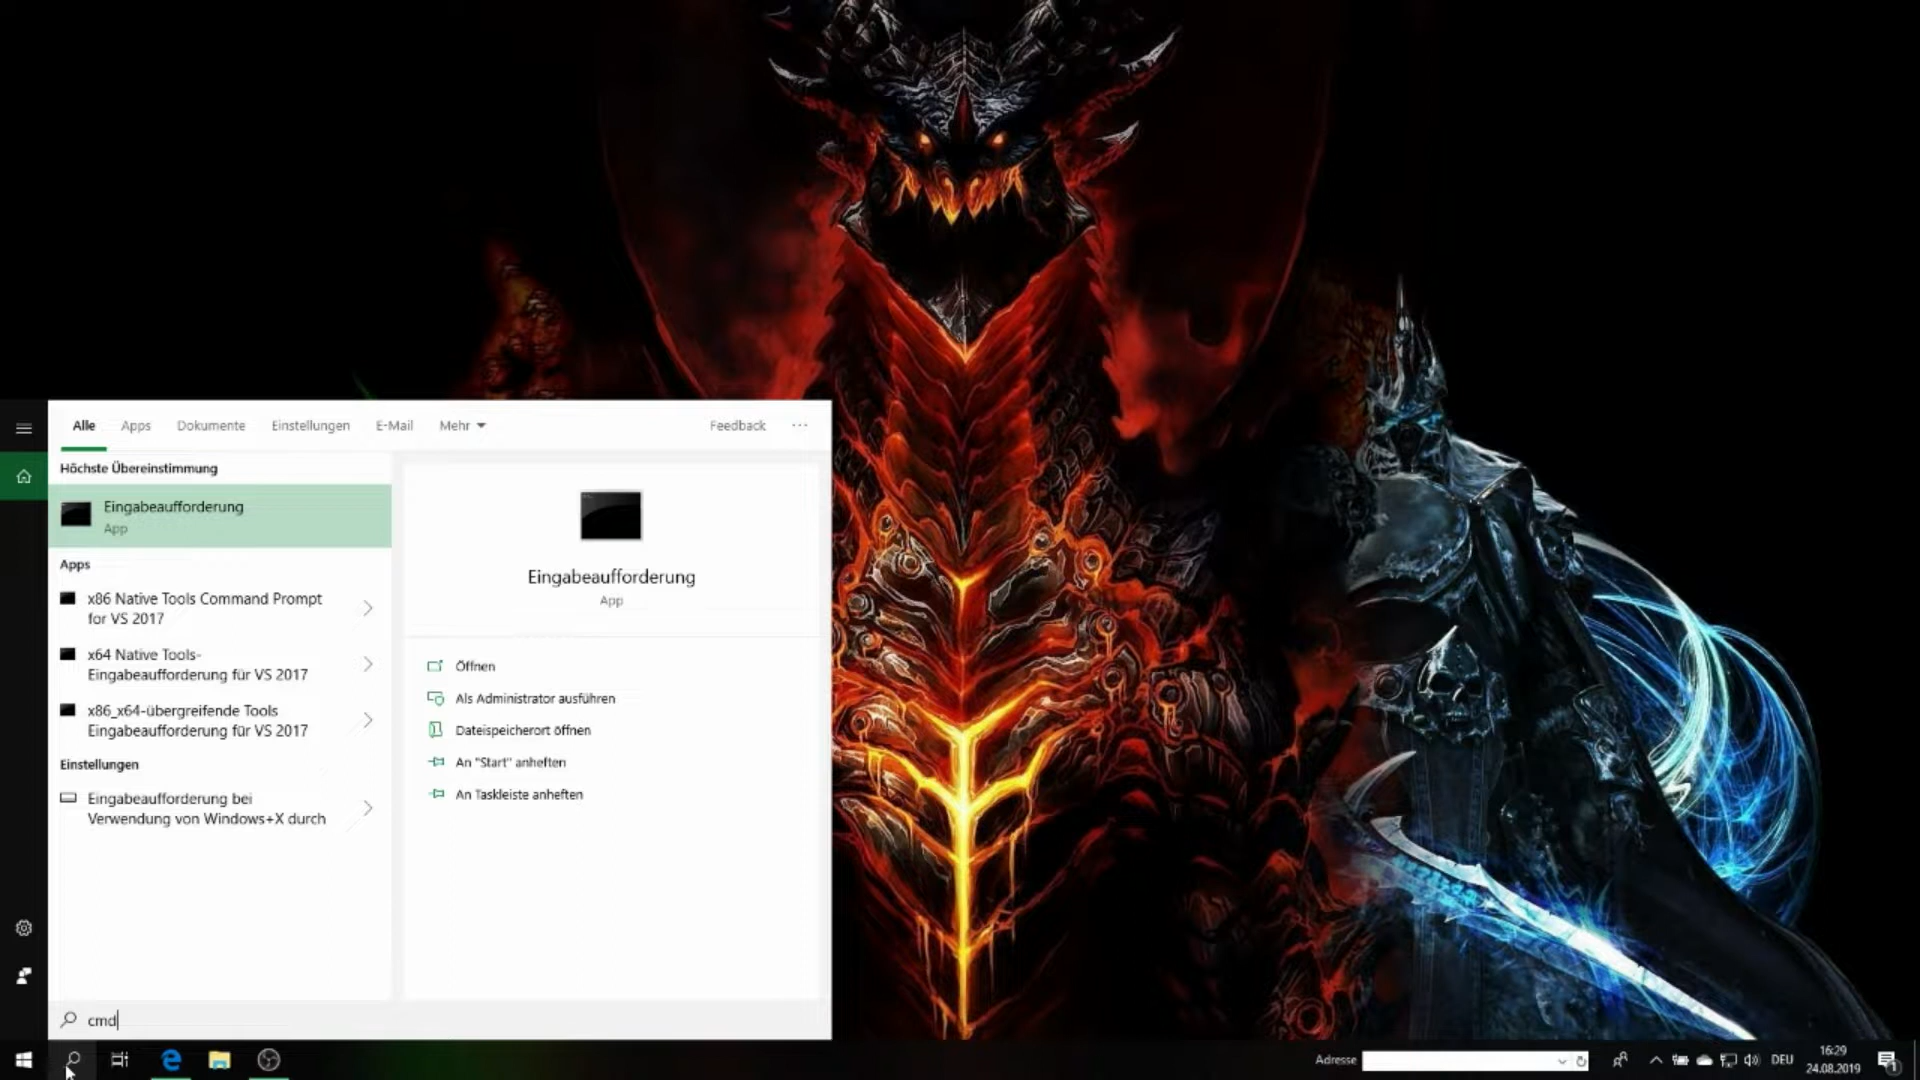 Alle Apps Dokumente Einstellungen E-Mail Mehr Feedback ...
Höchste Übereinstimmung
Eingabeaufforderung
App
Apps
x86 Native Tools Command Prompt
for VS 2017
x64 Native Tools-
Eingabeaufforderung für VS 2017
x86_x64-übergreifende Tools
Eingabeaufforderung für VS 2017
Einstellungen
Eingabeaufforderung bei
Verwendung von Windows+X durch
Eingabeaufforderung
App
Öffnen
Als Administrator ausführen
Dateispeicherort öffnen
An "Start" anheften
An Taskleiste anheften
cmd
Adresse
DEU
16:29
24.08.2019
1